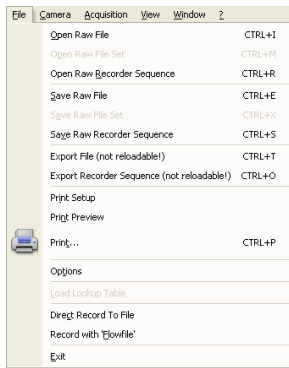 File Camera Acquisition View Window ?
Open Raw File CTRL+I
Open Raw File Set CTRL+M
Open Raw Recorder Sequence CTRL+R
Save Raw File CTRL+E
Save Raw File Set CTRL+X
Save Raw Recorder Sequence CTRL+S
Export File (not reloadable!) CTRL+T
Export Recorder Sequence (not reloadable!) CTRL+O
Print Setup
Print Preview
Print... CTRL+P
Options
Load Lookup Table
Direct Record To File
Record with 'Flowfile'
Exit